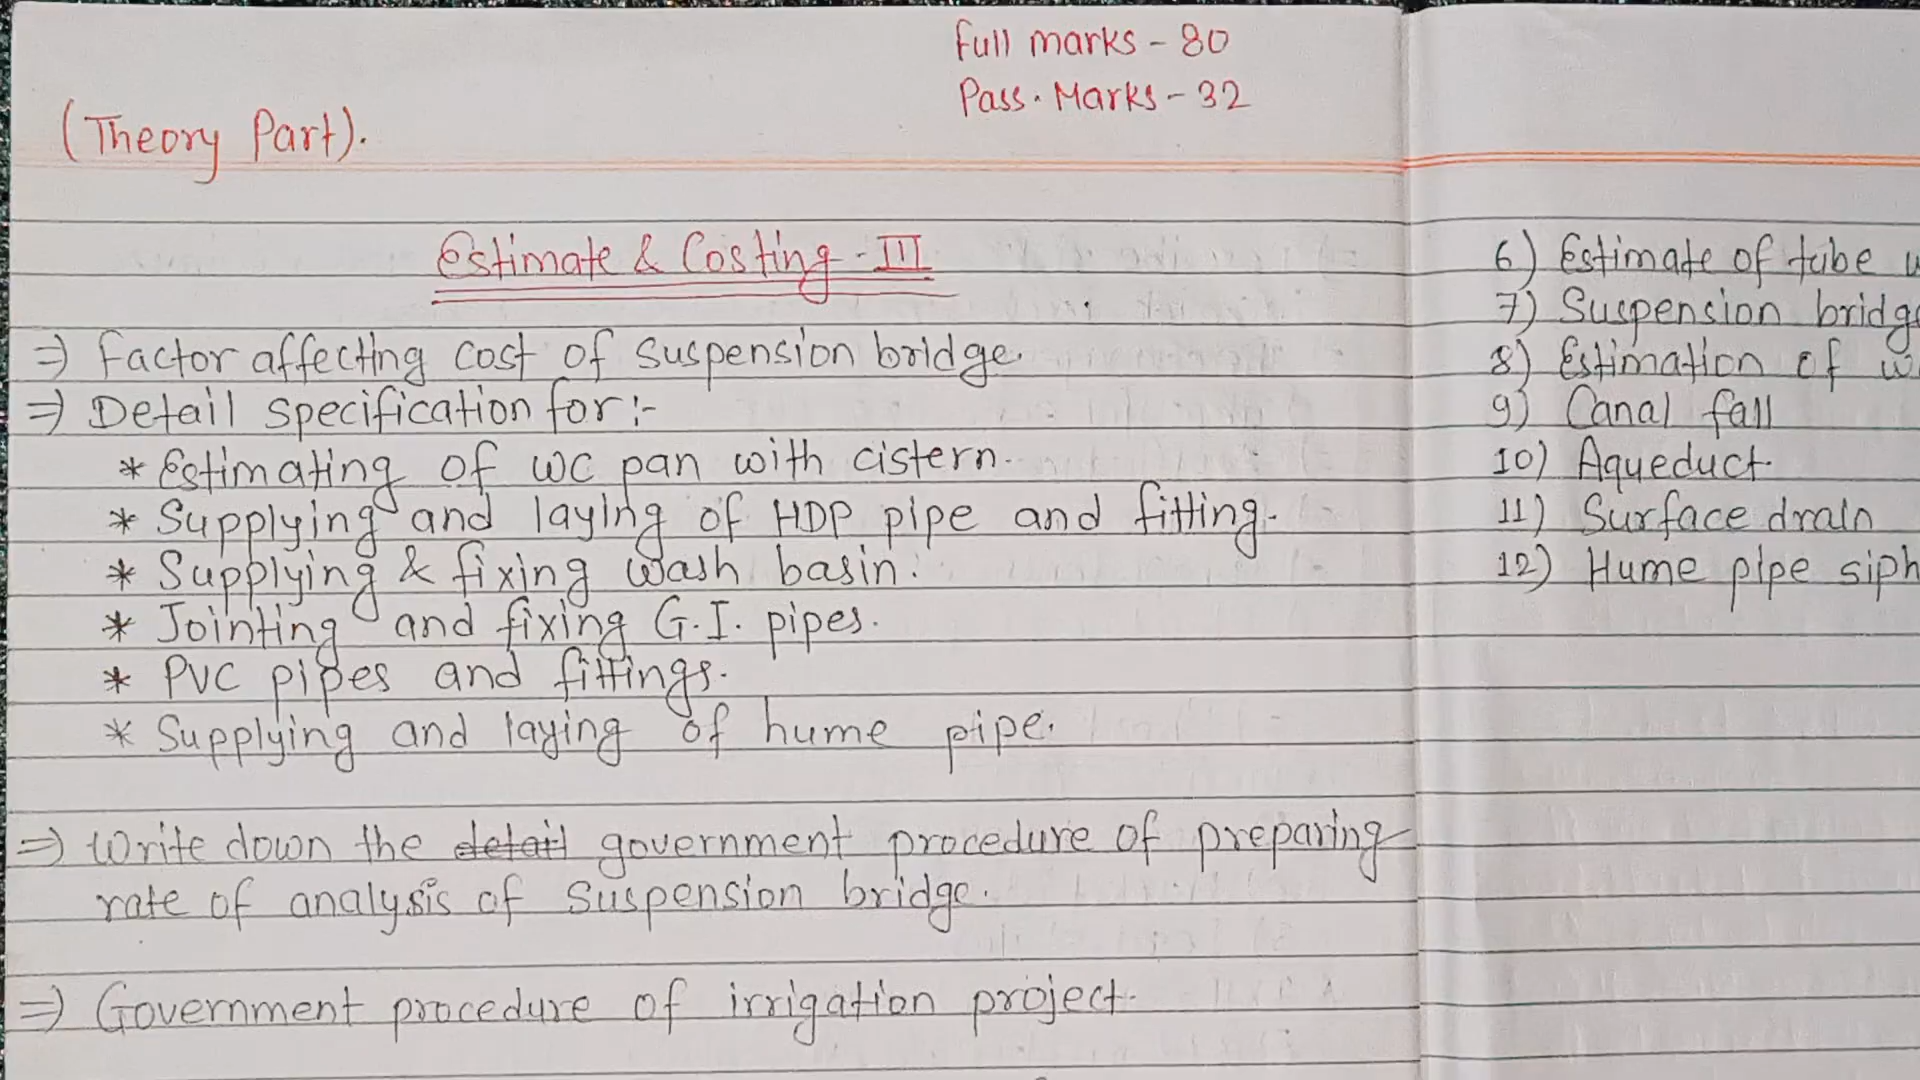 Full marks - 80
Pass. Marks - 32
(Theory Part).
Estimate & Costing - III
⇒ Factor affecting cost of suspension bridge.
⇒ Detail specification for:-
* Estimating of WC pan with cistern.
* Supplying and laying of HDP pipe and fitting.
* Supplying & fixing wash basin.
* Jointing and fixing G.I. pipes.
* PVC pipes and fittings.
* Supplying and laying of hume pipe.
⇒ Write down the detail government procedure of preparing
rate of analysis of suspension bridge.
⇒ Government procedure of irrigation project.
6) Estimate of tube
7) Suspension bridge
8) Estimation of
9) Canal fall
10) Aqueduct
11) Surface drain
12) Hume pipe siph